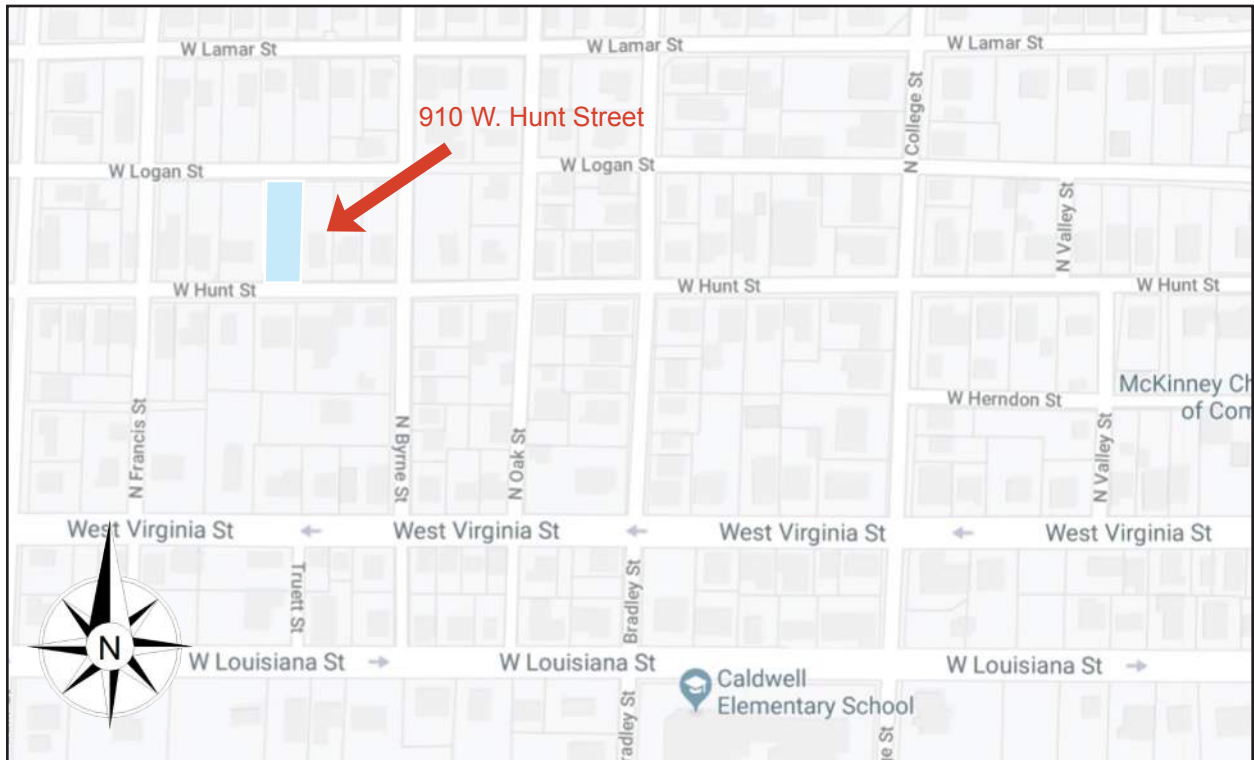 W Lamar St
W Lamar St
W Lamar St
910 W. Hunt Street
N College St
W Logan St
W Logan St
N Valley St
W Hunt St
W Hunt St
W Hunt St
McKinney Ch
of Com
W Herndon St
N Francis St
N Byrne St
N Oak St
N Valley St
West Virginia St
West Virginia St
West Virginia St
West Virginia St
Truett St
Bradley St
N
W Louisiana St
W Louisiana St
W Louisiana St
Caldwell
Elementary School
radley St
ge St